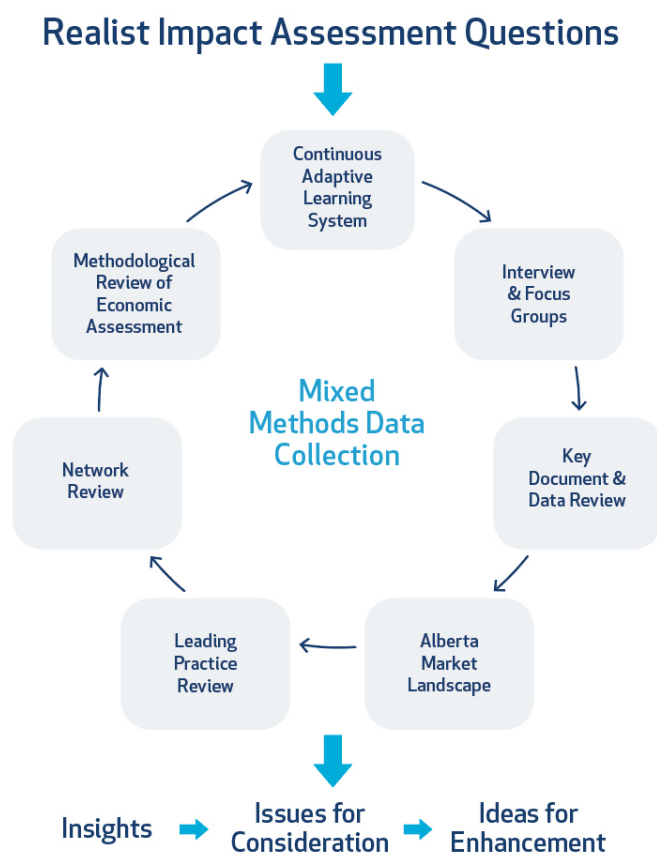 Realist Impact Assessment Questions
Continuous
Adaptive
Learning
System
Interview
& Focus
Groups
Key
Document &
Data Review
Alberta
Market
Landscape
Leading
Practice
Review
Network
Review
Methodological
Review of
Economic
Assessment
Mixed
Methods Data
Collection
Insights
Issues for
Consideration
Ideas for
Enhancement